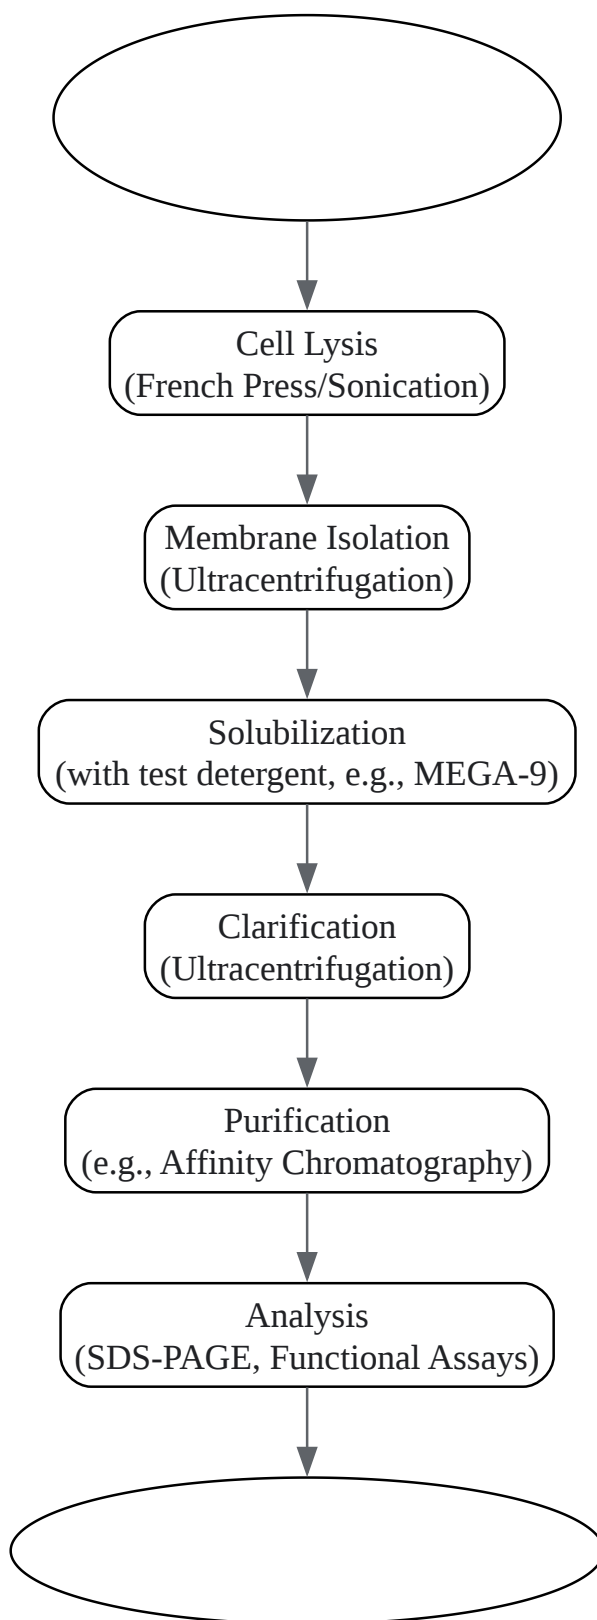 Cell Lysis
(French Press/Sonication)
Membrane Isolation
(Ultracentrifugation)
Solubilization
(with test detergent, e.g., MEGA-9)
Clarification
(Ultracentrifugation)
Purification
(e.g., Affinity Chromatography)
Analysis
(SDS-PAGE, Functional Assays)